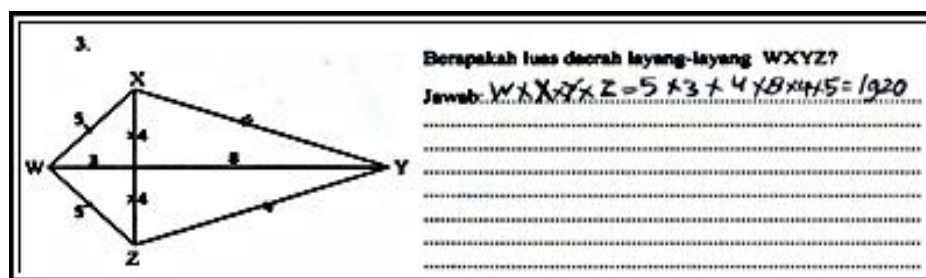 3.
Berapakah luas daerah layang-layang WXYZ?
Jawab: W x X x Y x Z = 5 x 3 x 4 x 8 x 4 x 5 = 1920
X
5
4
W
3
8
Y
4
5
Z